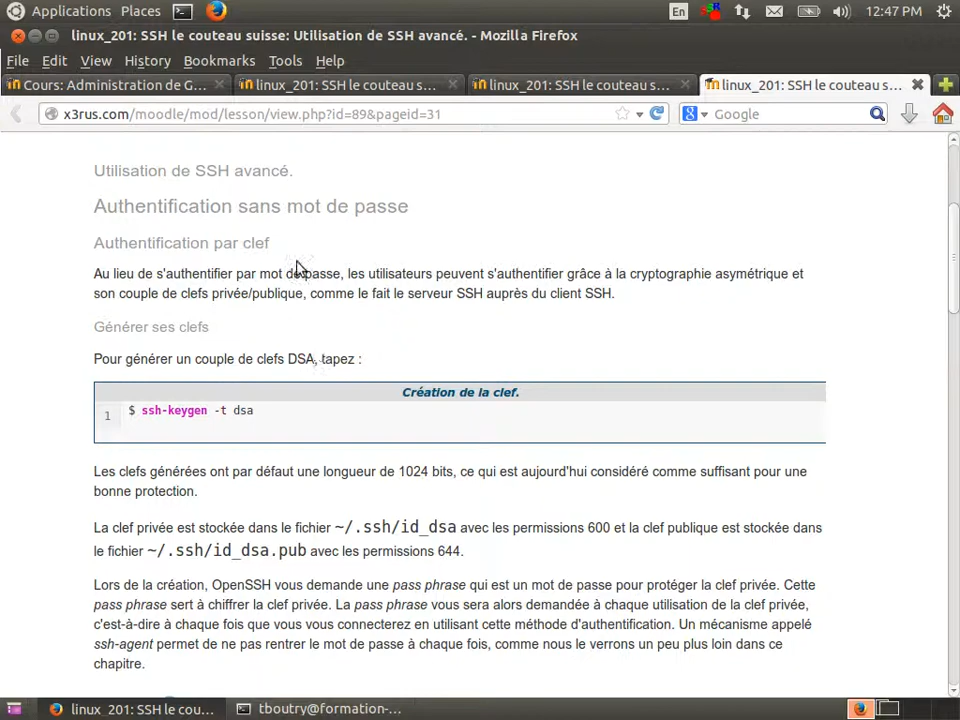 Applications Places En 12:47 PM
linux_201: SSH le couteau suisse: Utilisation de SSH avancé. - Mozilla Firefox
File Edit View History Bookmarks Tools Help
Cours: Administration de G... linux_201: SSH le couteau s... linux_201: SSH le couteau s... linux_201: SSH le couteau s...
x3rus.com/moodle/mod/lesson/view.php?id=89&pageid=31 Google
Utilisation de SSH avancé.
Authentification sans mot de passe
Authentification par clef
Au lieu de s'authentifier par mot de passe, les utilisateurs peuvent s'authentifier grâce à la cryptographie asymétrique et
son couple de clefs privée/publique, comme le fait le serveur SSH auprès du client SSH.
Générer ses clefs
Pour générer un couple de clefs DSA, tapez :
Création de la clef.
1 $ ssh-keygen -t dsa
Les clefs générées ont par défaut une longueur de 1024 bits, ce qui est aujourd'hui considéré comme suffisant pour une
bonne protection.
La clef privée est stockée dans le fichier ~/.ssh/id_dsa avec les permissions 600 et la clef publique est stockée dans
le fichier ~/.ssh/id_dsa.pub avec les permissions 644.
Lors de la création, OpenSSH vous demande une pass phrase qui est un mot de passe pour protéger la clef privée. Cette
pass phrase sert à chiffrer la clef privée. La pass phrase vous sera alors demandée à chaque utilisation de la clef privée,
c'est-à-dire à chaque fois que vous vous connecterez en utilisant cette méthode d'authentification. Un mécanisme appelé
ssh-agent permet de ne pas rentrer le mot de passe à chaque fois, comme nous le verrons un peu plus loin dans ce
chapitre.
linux_201: SSH le cou... tboutry@formation-...